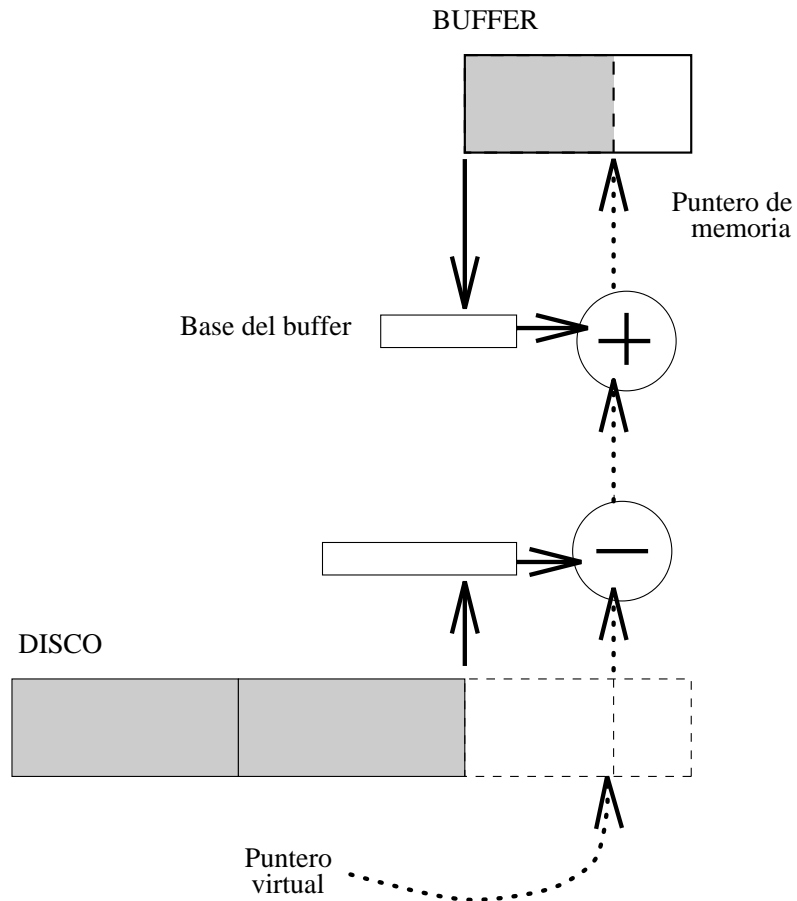 BUFFER
Puntero de
memoria
Base del buffer
DISCO
Puntero
virtual